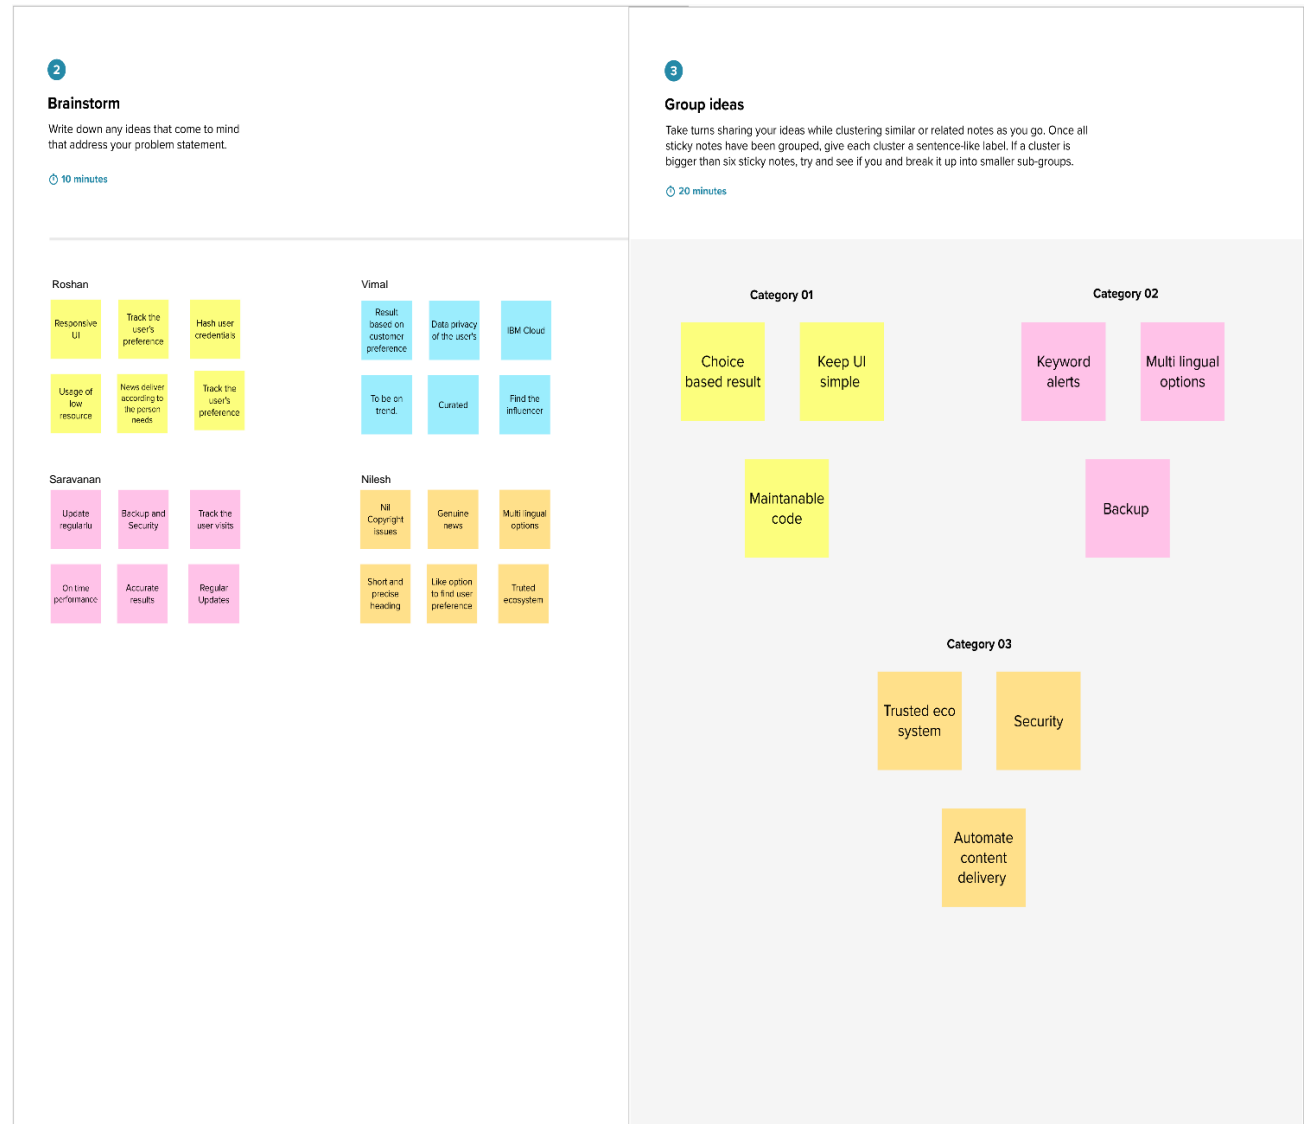 2
Brainstorm
Write down any ideas that come to mind
that address your problem statement.
10 minutes
Roshan
Responsive
UI
Track the
user's
preference
Hash user
credentials
Usage of
low
resource
News deliver
according to
the person
needs
Track the
user's
preference
Vimal
Result
based on
customer
preference
Data privacy
of the user's
IBM Cloud
To be on
trend.
Curated
Find the
influencer
Saravanan
Update
regularlu
Backup and
Security
Track the
user visits
On time
performance
Accurate
results
Regular
Updates
Nilesh
Nil
Copyright
issues
Genuine
news
Multi lingual
options
Short and
precise
heading
Like option
to find user
preference
Truted
ecosystem
3
Group ideas
Take turns sharing your ideas while clustering similar or related notes as you go. Once all
sticky notes have been grouped, give each cluster a sentence-like label. If a cluster is
bigger than six sticky notes, try and see if you and break it up into smaller sub-groups.
20 minutes
Category 01
Choice
based result
Keep UI
simple
Maintanable
code
Category 02
Keyword
alerts
Multi lingual
options
Backup
Category 03
Trusted eco
system
Security
Automate
content
delivery